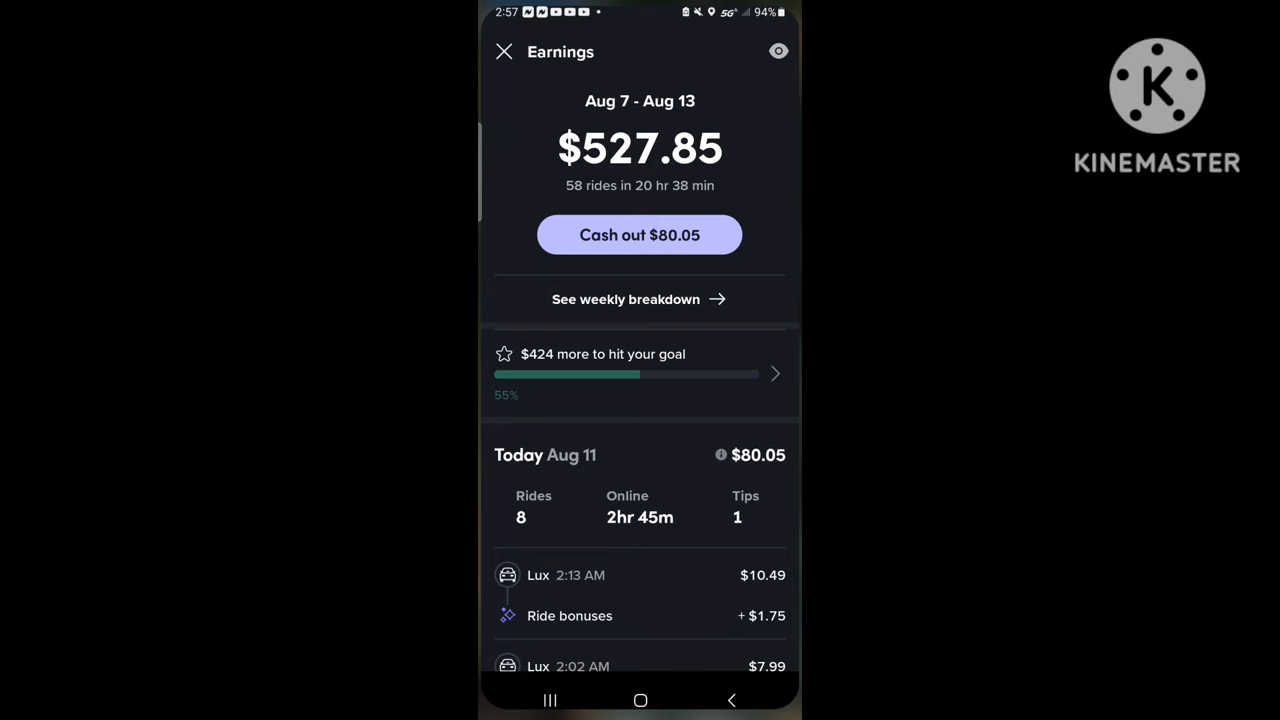 2:57
5G
94%
Earnings
Aug 7 - Aug 13
$527.85
58 rides in 20 hr 38 min
Cash out $80.05
See weekly breakdown →
$424 more to hit your goal
55%
Today Aug 11 $80.05
Rides Online Tips
8 2hr 45m 1
Lux 2:13 AM $10.49
Ride bonuses + $1.75
Lux 2:02 AM $7.99
K
KINEMASTER